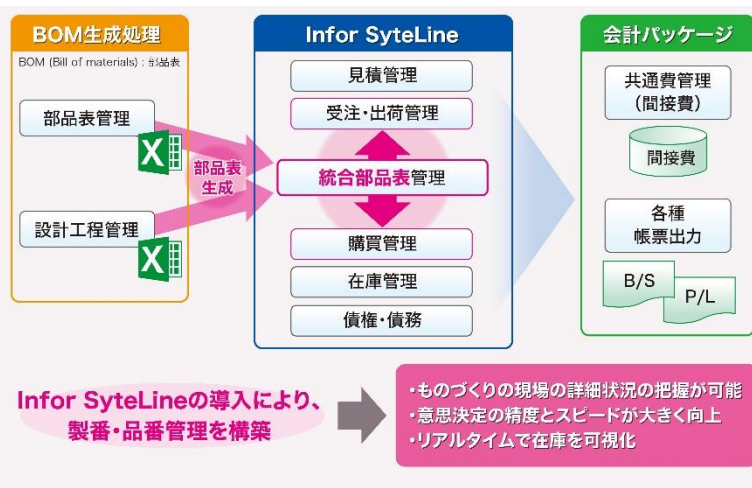 BOM生成処理
BOM (Bill of materials) : 部品表
部品表管理
設計工程管理
部品表
生成
Infor SyteLine
見積管理
受注・出荷管理
統合部品表管理
購買管理
在庫管理
債権・債務
会計パッケージ
共通費管理
（間接費）
間接費
各種
帳票出力
B/S
P/L
Infor SyteLineの導入により、
製番・品番管理を構築
・ものづくりの現場の詳細状況の把握が可能
・意思決定の精度とスピードが大きく向上
・リアルタイムで在庫を可視化